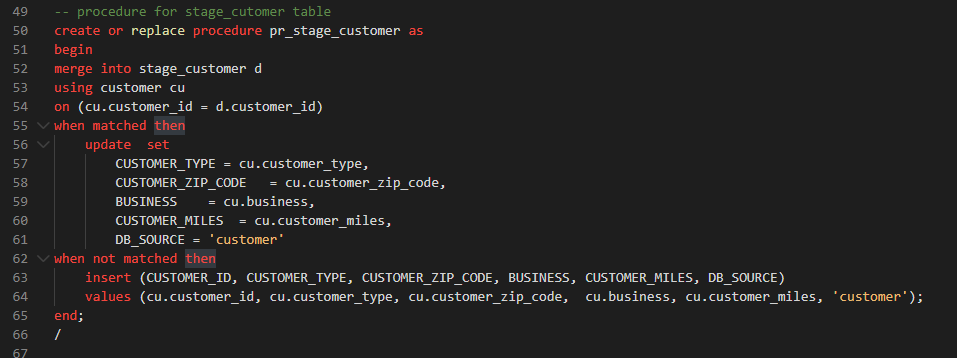 49 -- procedure for stage_cutomer table
50 create or replace procedure pr_stage_customer as
51 begin
52 merge into stage_customer d
53 using customer cu
54 on (cu.customer_id = d.customer_id)
55 when matched then
56     update  set
57         CUSTOMER_TYPE = cu.customer_type,
58         CUSTOMER_ZIP_CODE   = cu.customer_zip_code,
59         BUSINESS    = cu.business,
60         CUSTOMER_MILES  = cu.customer_miles,
61         DB_SOURCE = 'customer'
62 when not matched then
63     insert (CUSTOMER_ID, CUSTOMER_TYPE, CUSTOMER_ZIP_CODE, BUSINESS, CUSTOMER_MILES, DB_SOURCE)
64     values (cu.customer_id, cu.customer_type, cu.customer_zip_code,  cu.business, cu.customer_miles, 'customer');
65 end;
66 /
67